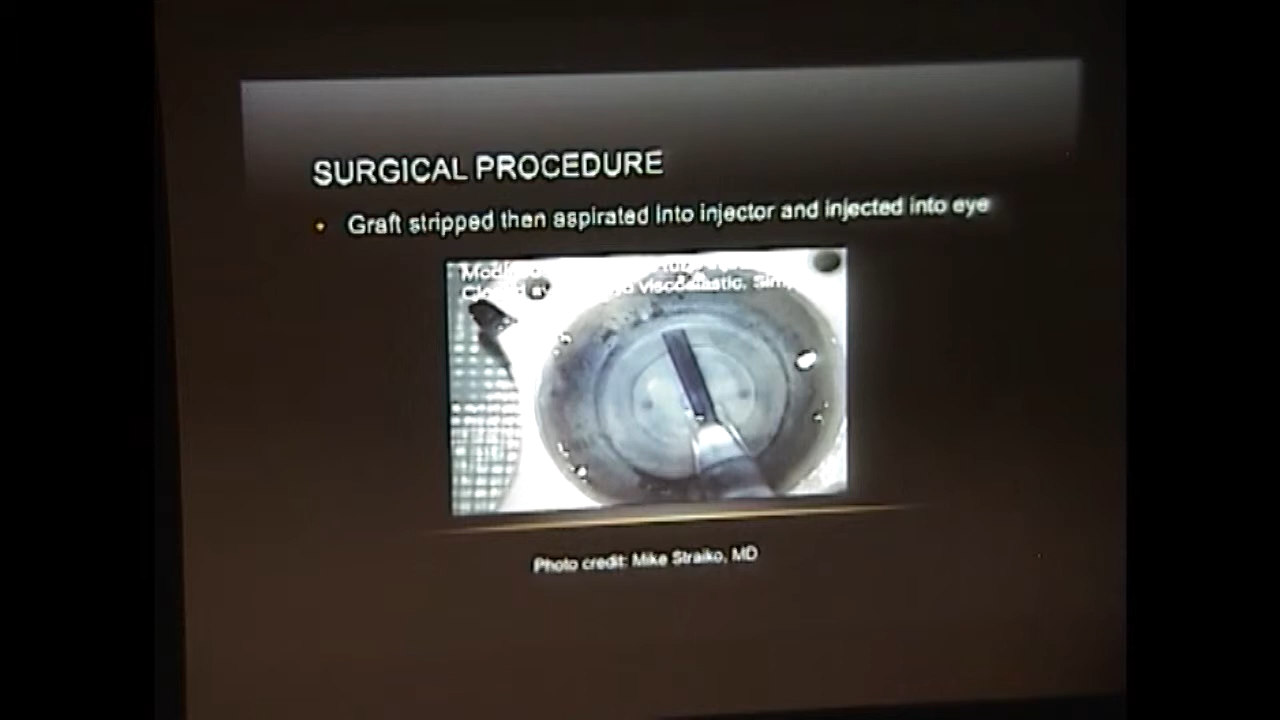 SURGICAL PROCEDURE
• Graft stripped then aspirated into injector and injected into eye
viscoelastic.
Photo credit: Mike Straiko, MD